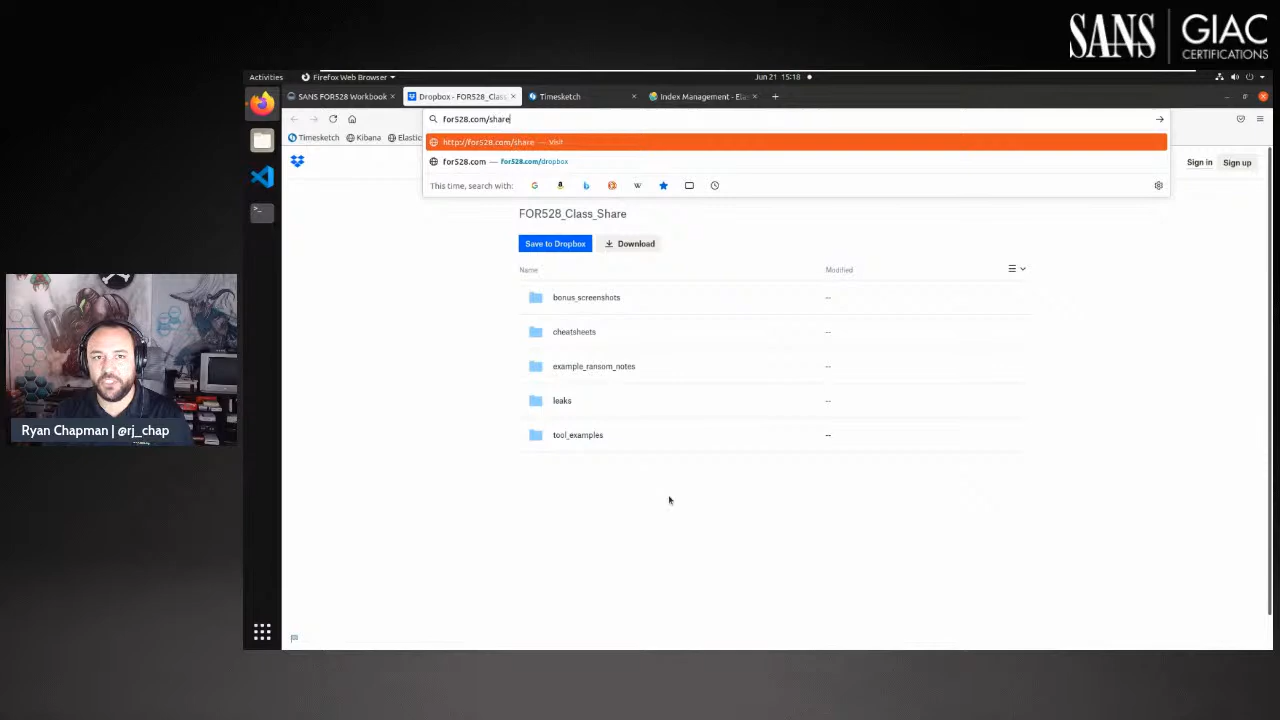 SANS GIAC CERTIFICATIONS
Activities Firefox Web Browser Jun 21 15:18
SANS FOR528 Workbook Dropbox - FOR528_Clas Timesketch Index Management - Elas
for528.com/share
Timesketch Kibana Elastic
http://for528.com/share — Visit
for528.com — for528.com/dropbox
This time, search with:
Sign in Sign up
FOR528_Class_Share
Save to Dropbox Download
Name Modified
bonus_screenshots --
cheatsheets --
example_ransom_notes --
leaks --
tool_examples --
Ryan Chapman | @rj_chap